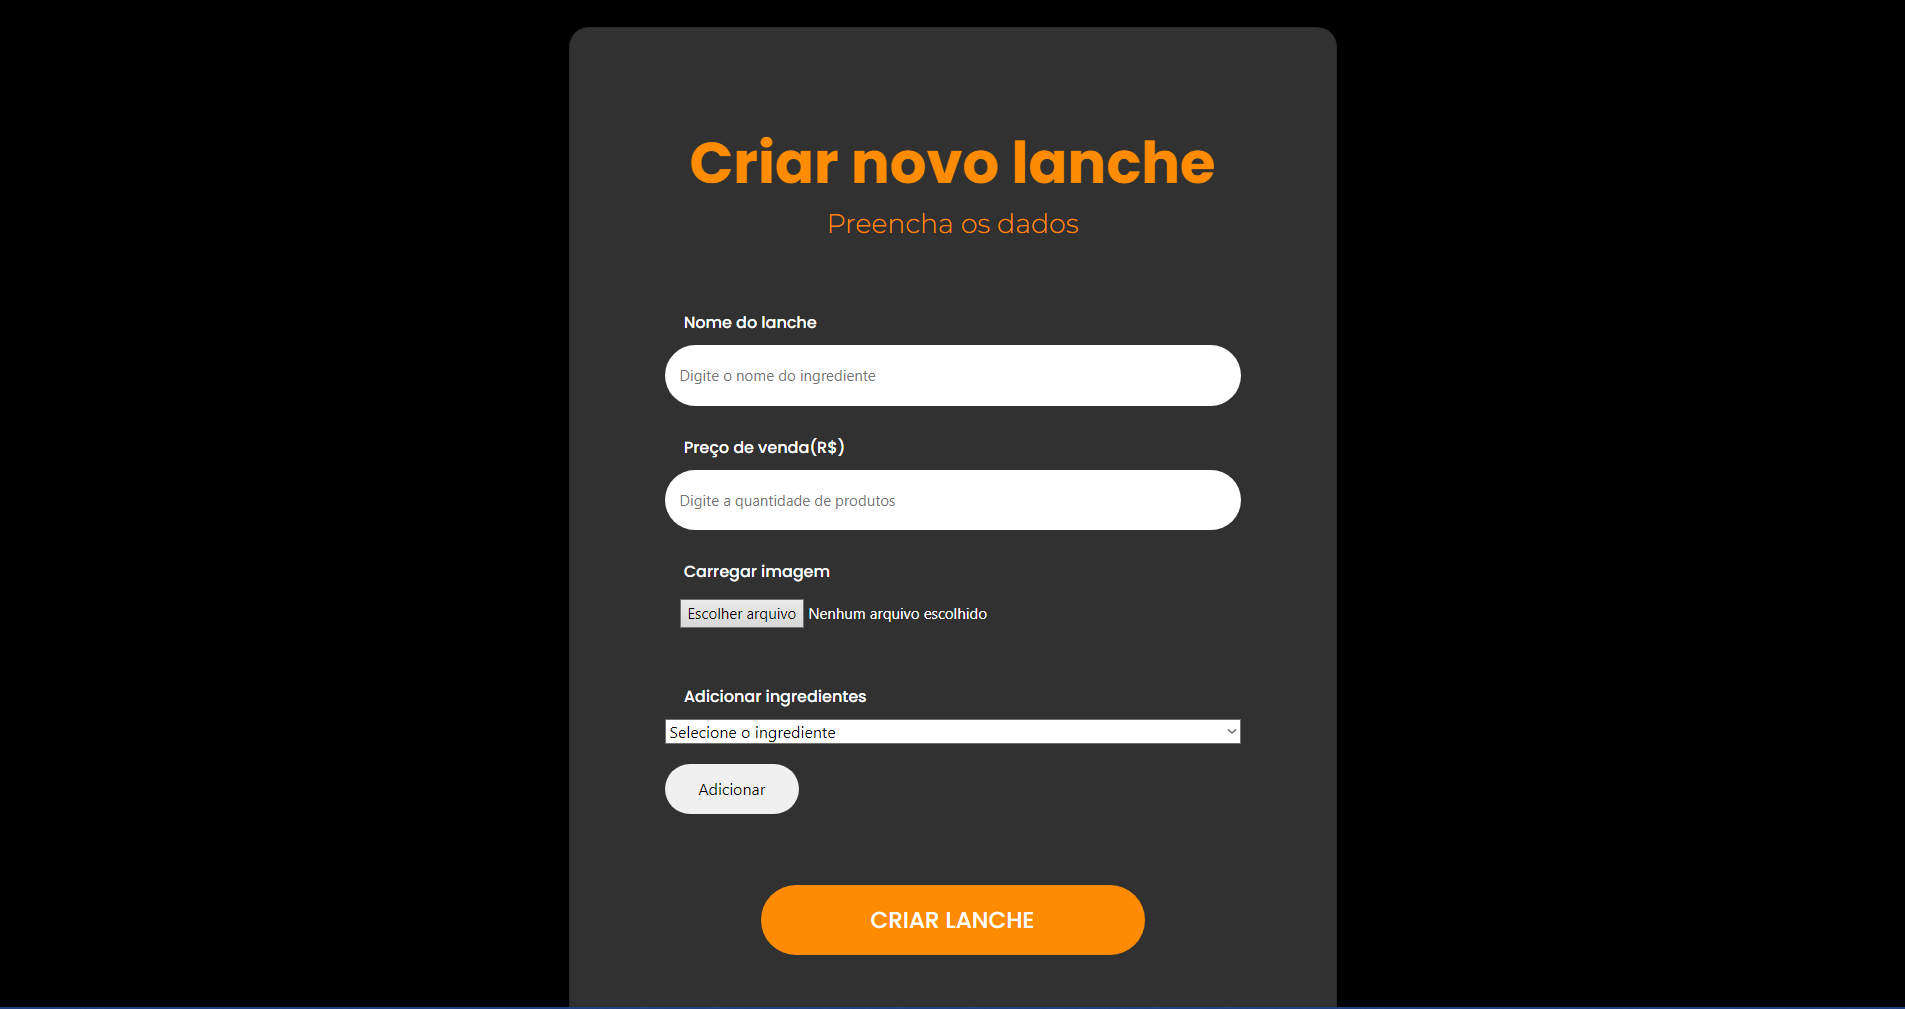 Criar novo lanche
Preencha os dados
Nome do lanche
Digite o nome do ingrediente
Preço de venda(R$)
Digite a quantidade de produtos
Carregar imagem
Escolher arquivo Nenhum arquivo escolhido
Adicionar ingredientes
Selecione o ingrediente
Adicionar
CRIAR LANCHE